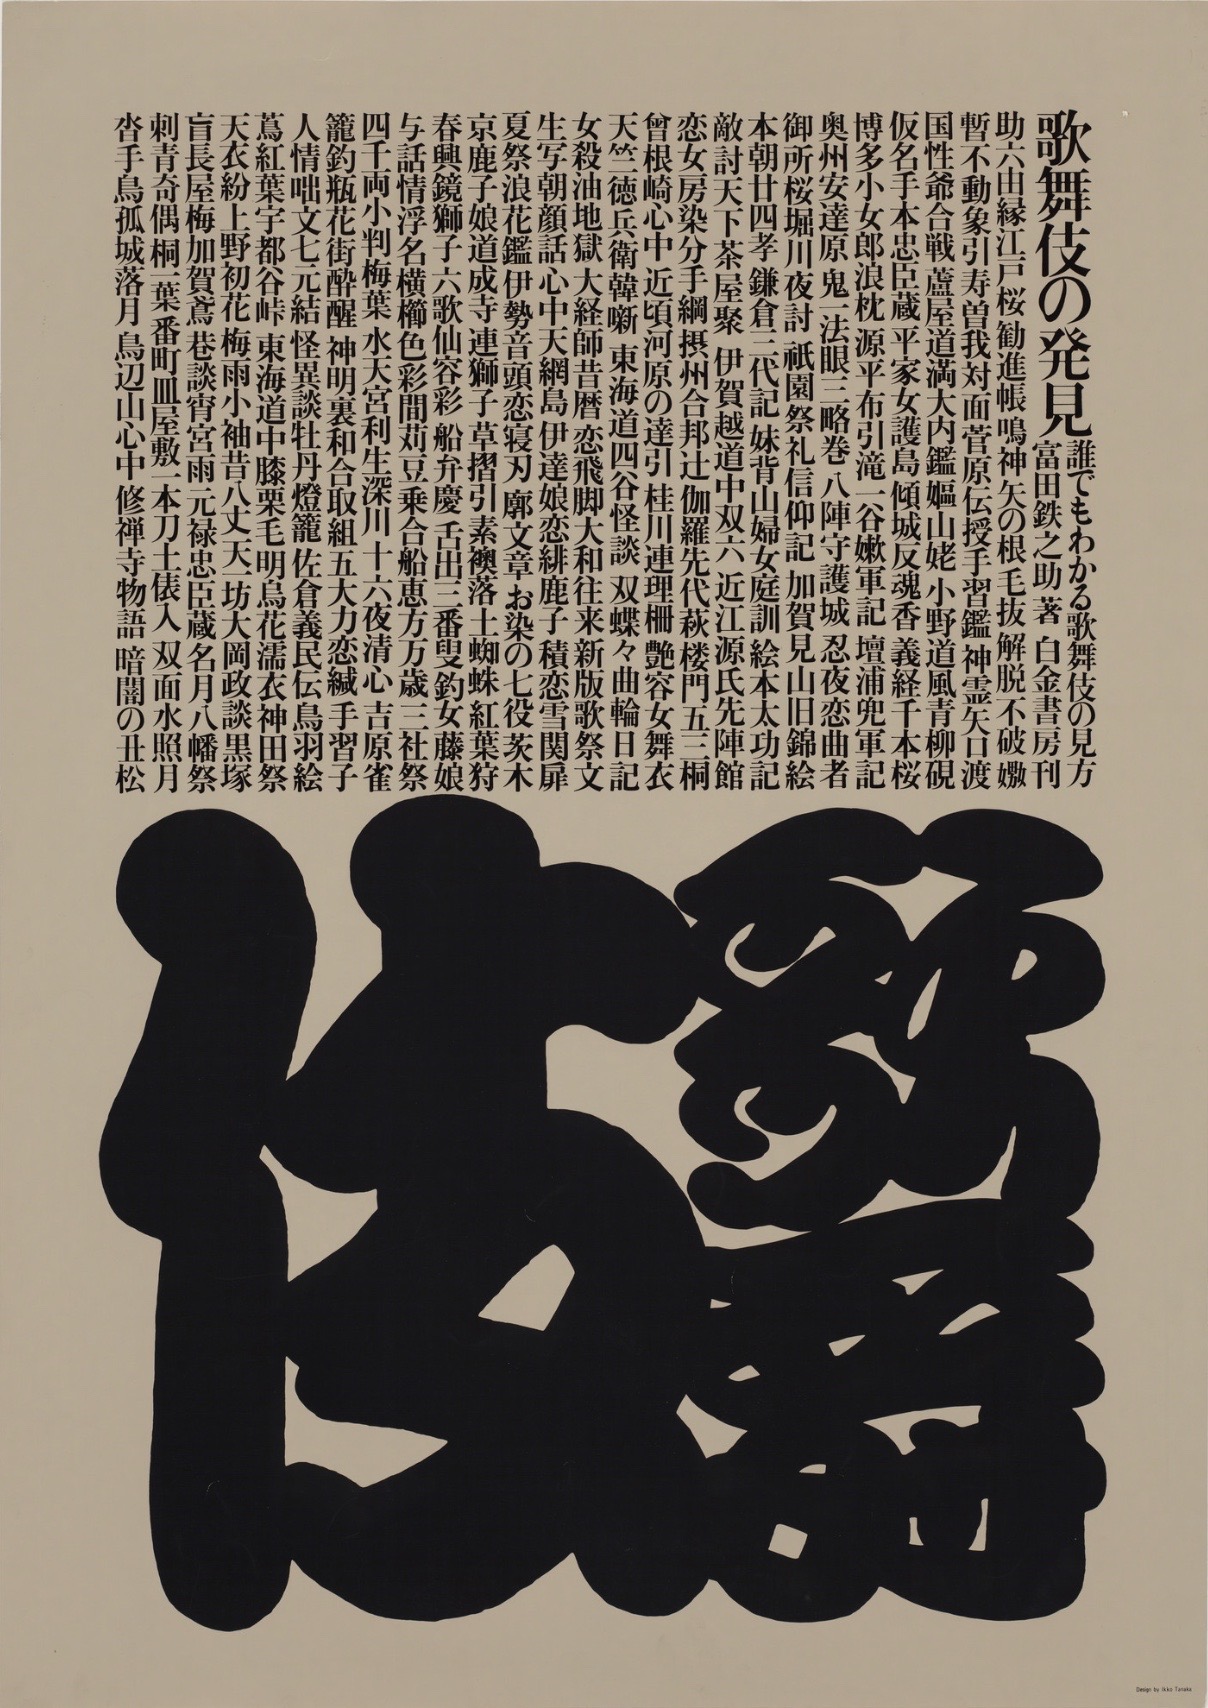 歌舞伎の発見
誰でもわかる歌舞伎の見方
富田鉄之助 著 白金書房刊
助六由縁江戸桜 勧進帳 鳴神 矢の根 毛抜 解脱 不破 嫐
暫 不動 象引 寿曽我対面 菅原伝授手習鑑 神霊矢口渡
国性爺合戦 蘆屋道満大内鑑 嫗山姥 小野道風青柳硯
仮名手本忠臣蔵 平家女護島 傾城反魂香 義経千本桜
博多小女郎浪枕 源平布引滝 一谷嫩軍記 壇浦兜軍記
奥州安達原 鬼一法眼三略巻 八陣守護城 忍夜恋曲者
御所桜堀川夜討 祇園祭礼信仰記 加賀見山旧錦絵
本朝廿四孝 鎌倉三代記 妹背山婦女庭訓 絵本太功記
敵討天下茶屋聚 伊賀越道中双六 近江源氏先陣館
恋女房染分手綱 摂州合邦辻 伽羅先代萩 楼門五三桐
曾根崎心中 近頃河原の達引 桂川連理柵 艶容女舞衣
天竺徳兵衛韓噺 東海道四谷怪談 双蝶々曲輪日記
女殺油地獄 大経師昔暦 恋飛脚大和往来 新版歌祭文
生写朝顔話 心中天網島 伊達娘恋緋鹿子 積恋雪関扉
夏祭浪花鑑 伊勢音頭恋寝刃 廓文章 お染の七役 茨木
京鹿子娘道成寺 連獅子 草摺引 素襖落 土蜘蛛 紅葉狩
春興鏡獅子 六歌仙容彩 船弁慶 舌出三番叟 釣女 藤娘
与話情浮名横櫛 色彩間苅豆 乗合船恵方万歳 三社祭
四千両小判梅葉 水天宮利生深川 十六夜清心 吉原雀
籠釣瓶花街酔醒 神明裏和合取組 五大力恋緘 手習子
人情咄文七元結 怪異談牡丹燈籠 佐倉義民伝 鳥羽絵
蔦紅葉宇都谷峠 東海道中膝栗毛 明烏花濡衣 神田祭
天衣紛上野初花 梅雨小袖昔八丈 天一坊大岡政談 黒塚
盲長屋梅加賀鳶 巷談宵宮雨 元禄忠臣蔵 名月八幡祭
刺青奇偶 桐一葉 番町皿屋敷 一本刀土俵入 双面水照月
沓手鳥孤城落月 鳥辺山心中 修禅寺物語 暗闇の丑松
歌舞
伎
Design by Ikko Tanaka